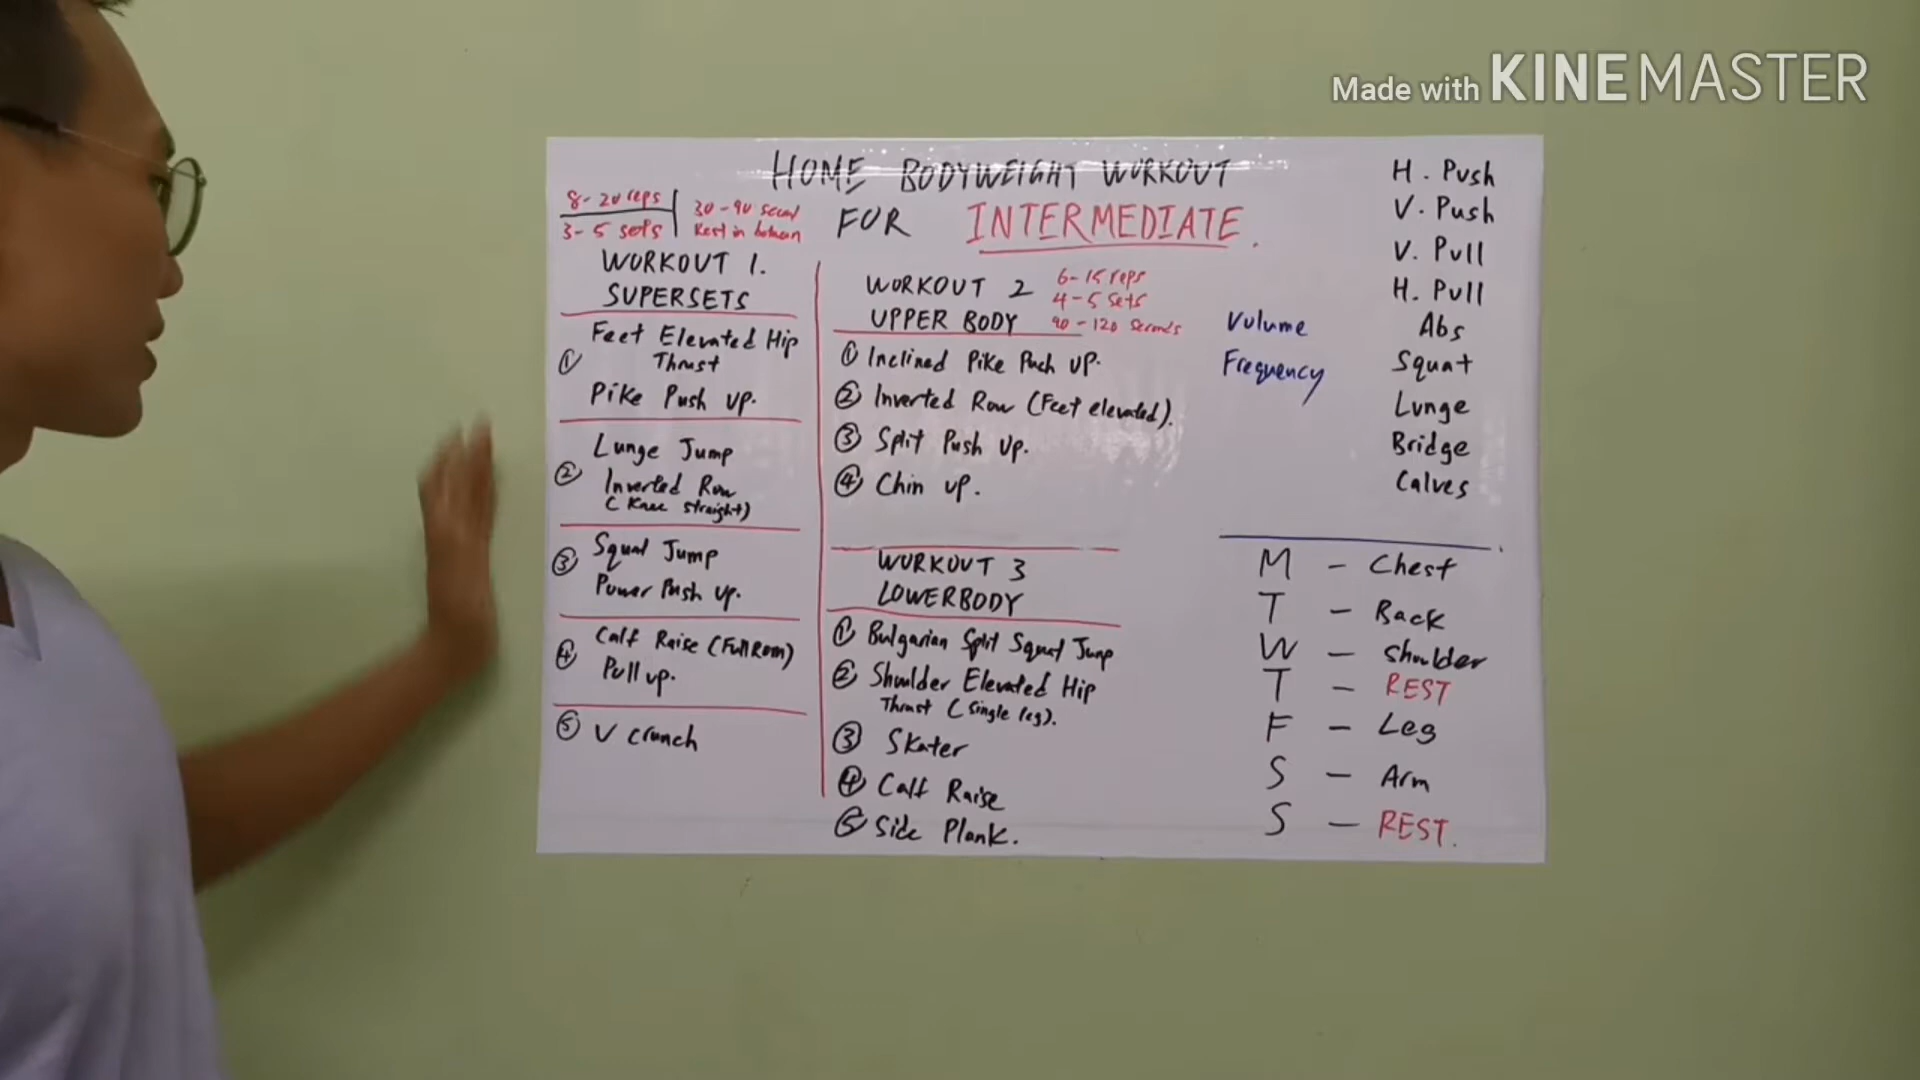 Made with KINEMASTER
HOME BODYWEIGHT WORKOUT
FOR INTERMEDIATE.
8-20 reps
3-5 sets
30-90 second
Rest in between
WORKOUT 1.
SUPERSETS
① Feet Elevated Hip
Thrust
Pike Push up.
② Lunge Jump
Inverted Row
(Knee straight)
③ Squat Jump
Power Push up.
④ Calf Raise (Full ROM)
Pull up.
⑤ V crunch
WORKOUT 2
UPPER BODY
6-15 reps
4-5 sets
90-120 seconds
① Inclined Pike Push up.
② Inverted Row (Feet elevated).
③ Split Push up.
④ Chin up.
WORKOUT 3
LOWERBODY
① Bulgarian Split Squat Jump
② Shoulder Elevated Hip
Thrust (single leg).
③ Skater
④ Calf Raise
⑤ Side Plank.
Volume
Frequency
H. Push
V. Push
V. Pull
H. Pull
Abs
Squat
Lunge
Bridge
Calves
M - Chest
T - Back
W - Shoulder
T - REST
F - Leg
S - Arm
S - REST.